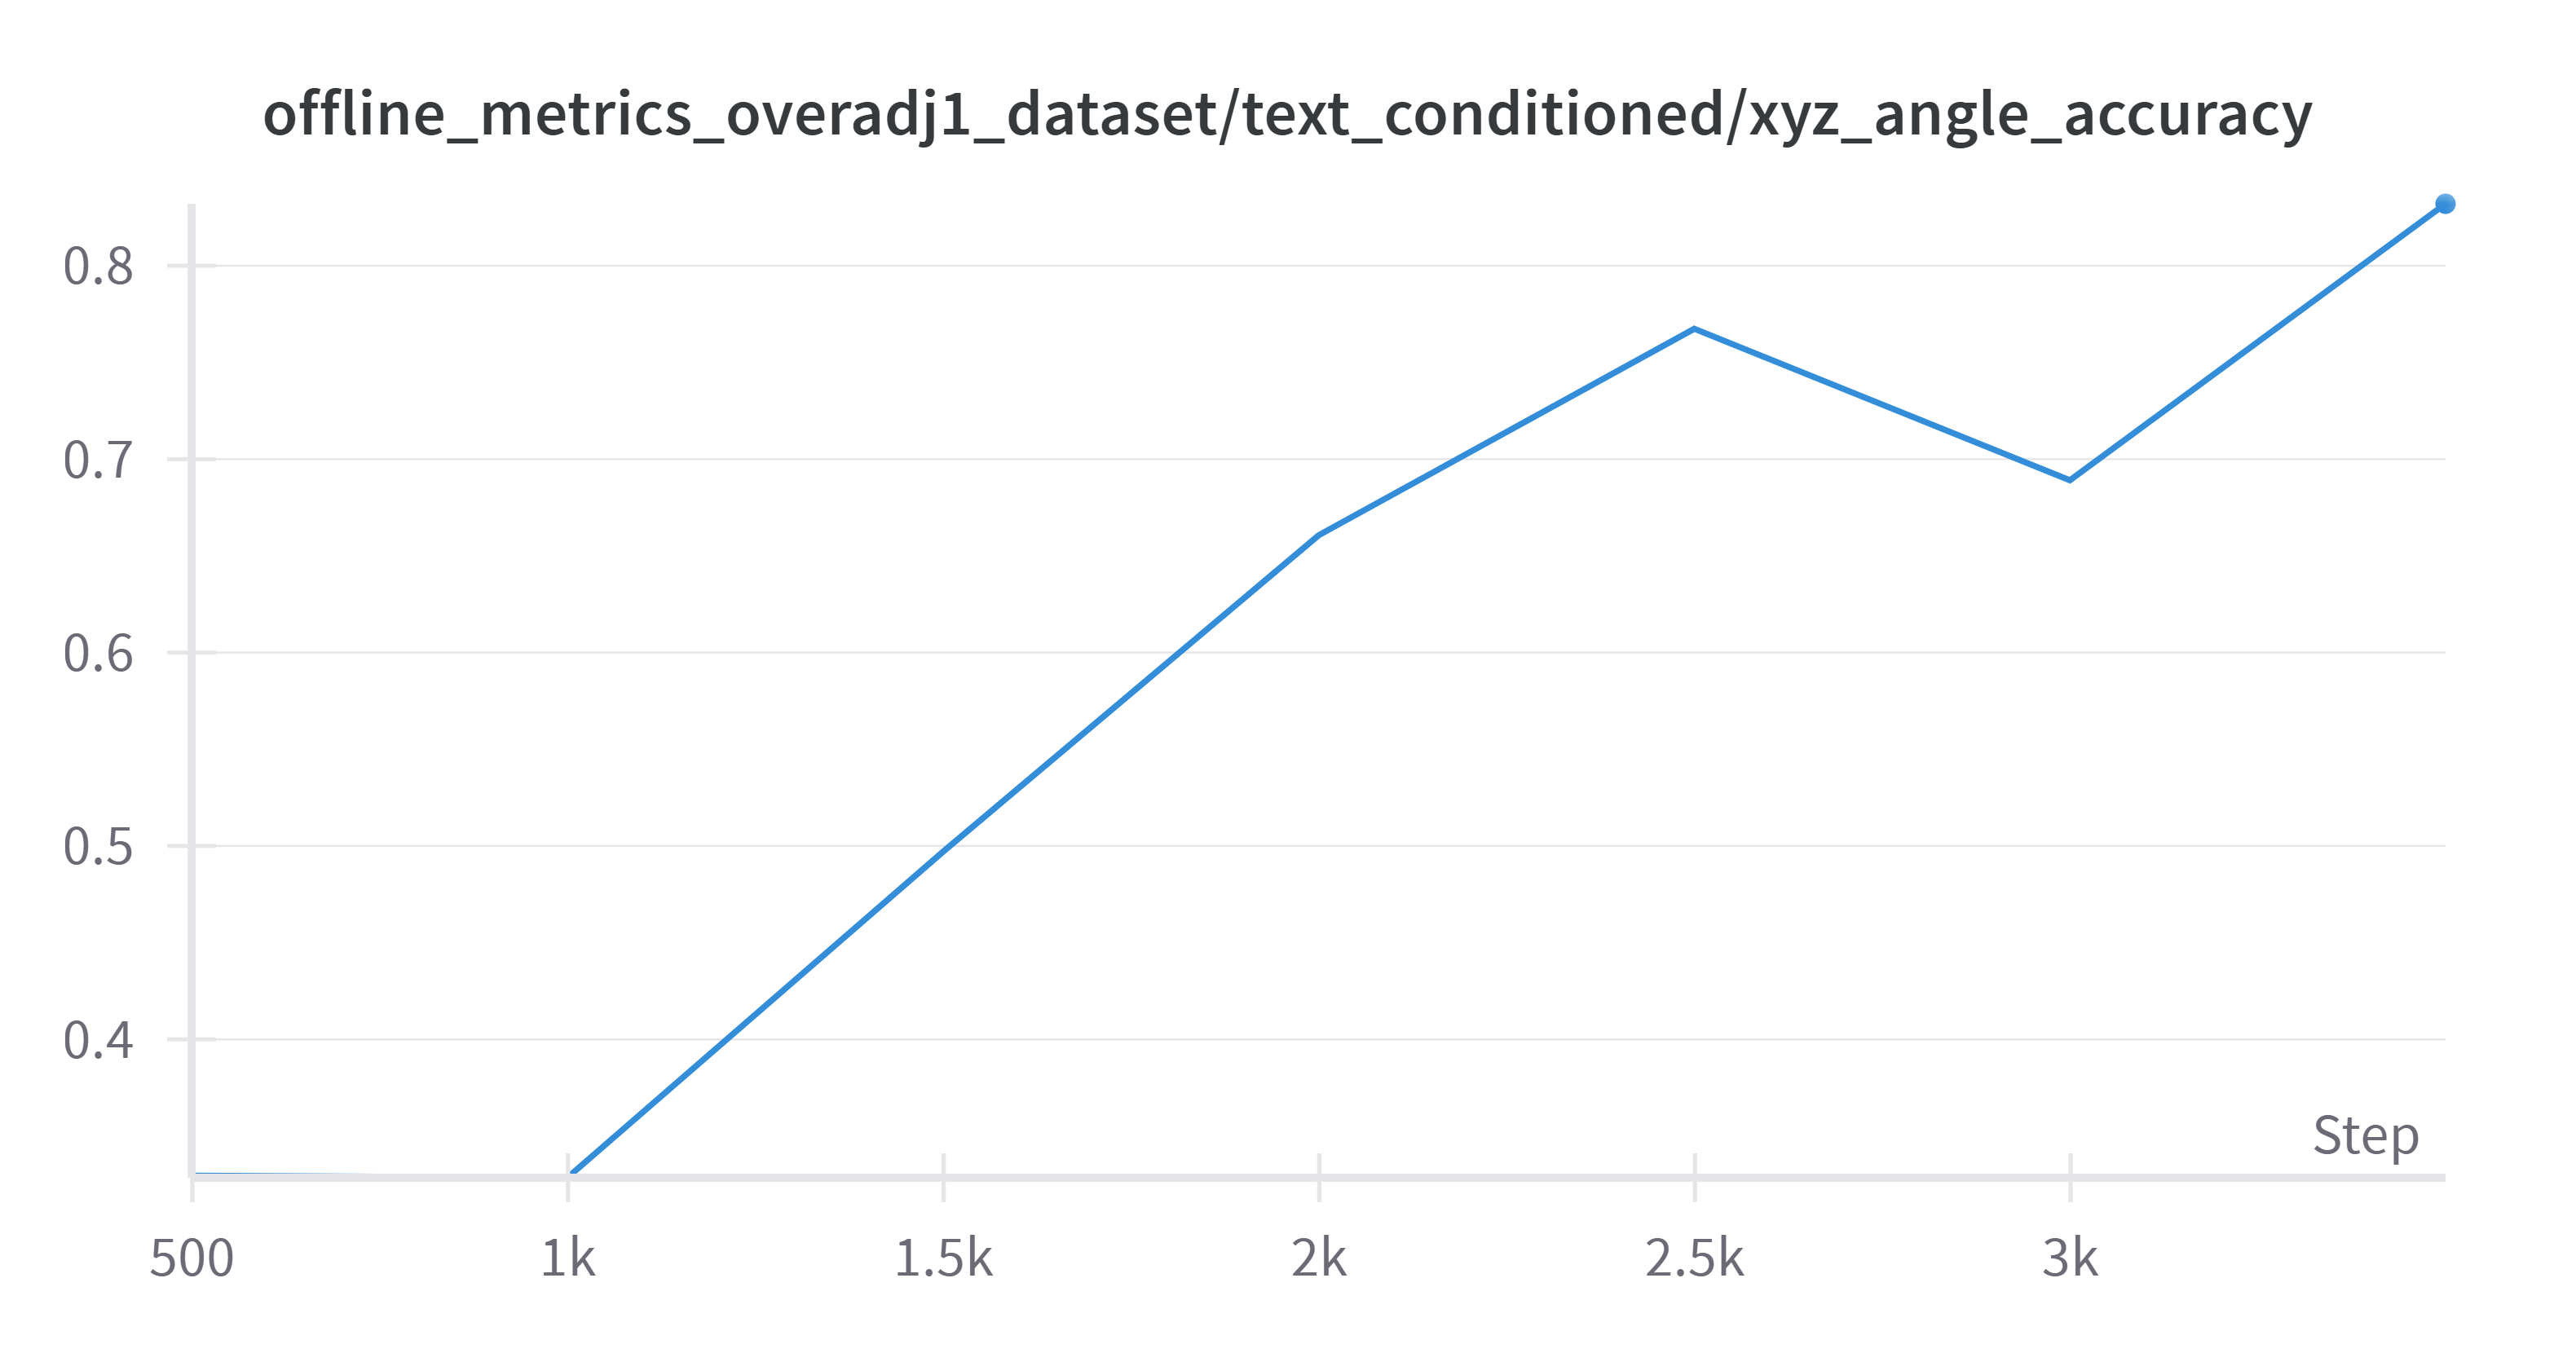 offline_metrics_overadj1_dataset/text_conditioned/xyz_angle_accuracy
0.8
0.7
0.6
0.5
0.4
Step
500 1k 1.5k 2k 2.5k 3k